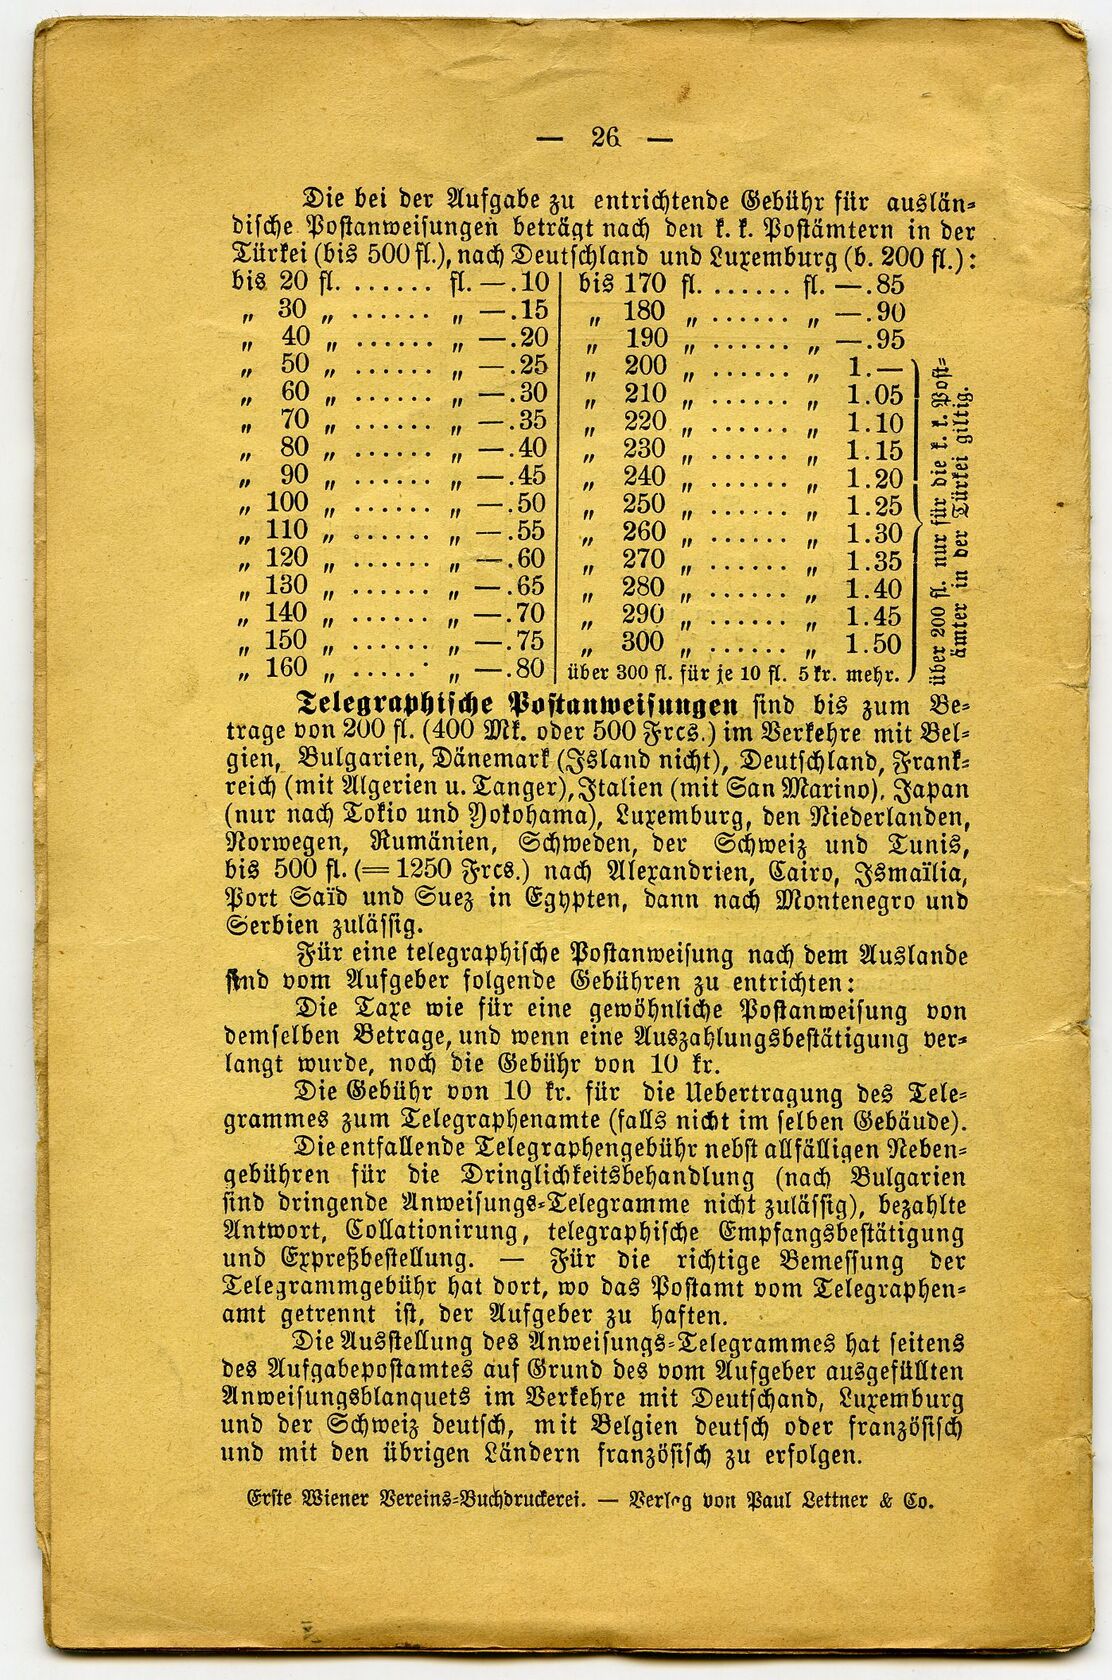 — 26 —
Die bei der Aufgabe zu entrichtende Gebühr für auslän-
dische Postanweisungen beträgt nach den k. k. Postämtern in der
Türkei (bis 500 fl.), nach Deutschland und Luxemburg (b. 200 fl.):
bis 20 fl. ....... fl. —.10
„ 30 „ ...... „ —.15
„ 40 „ ...... „ —.20
„ 50 „ ...... „ —.25
„ 60 „ ...... „ —.30
„ 70 „ ...... „ —.35
„ 80 „ ...... „ —.40
„ 90 „ ...... „ —.45
„ 100 „ ...... „ —.50
„ 110 „ ...... „ —.55
„ 120 „ ...... „ —.60
„ 130 „ ...... „ —.65
„ 140 „ ...... „ —.70
„ 150 „ ...... „ —.75
„ 160 „ ...... „ —.80
bis 170 fl. ....... fl. —.85
„ 180 „ ...... „ —.90
„ 190 „ ...... „ —.95
„ 200 „ ...... „ 1.—
„ 210 „ ...... „ 1.05
„ 220 „ ...... „ 1.10
„ 230 „ ...... „ 1.15
„ 240 „ ...... „ 1.20
„ 250 „ ...... „ 1.25
„ 260 „ ...... „ 1.30
„ 270 „ ...... „ 1.35
„ 280 „ ...... „ 1.40
„ 290 „ ...... „ 1.45
„ 300 „ ...... „ 1.50
über 300 fl. für je 10 fl. 5 kr. mehr.
über 200 fl. nur für die k. k. Post-
ämter in der Türkei giltig.
Telegraphische Postanweisungen sind bis zum Be-
trage von 200 fl. (400 Mk. oder 500 Frcs.) im Verkehre mit Bel-
gien, Bulgarien, Dänemark (Island nicht), Deutschland, Frank-
reich (mit Algerien u. Tanger), Italien (mit San Marino), Japan
(nur nach Tokio und Yokohama), Luxemburg, den Niederlanden,
Norwegen, Rumänien, Schweden, der Schweiz und Tunis,
bis 500 fl. (= 1250 Frcs.) nach Alexandrien, Cairo, Ismaïlia,
Port Saïd und Suez in Egypten, dann nach Montenegro und
Serbien zulässig.
Für eine telegraphische Postanweisung nach dem Auslande
sind vom Aufgeber folgende Gebühren zu entrichten:
Die Taxe wie für eine gewöhnliche Postanweisung von
demselben Betrage, und wenn eine Auszahlungsbestätigung ver-
langt wurde, noch die Gebühr von 10 kr.
Die Gebühr von 10 kr. für die Uebertragung des Tele-
grammes zum Telegraphenamte (falls nicht im selben Gebäude).
Die entfallende Telegraphengebühr nebst allfälligen Neben-
gebühren für die Dringlichkeitsbehandlung (nach Bulgarien
sind dringende Anweisungs-Telegramme nicht zulässig), bezahlte
Antwort, Collationirung, telegraphische Empfangsbestätigung
und Expreßbestellung. — Für die richtige Bemessung der
Telegrammgebühr hat dort, wo das Postamt vom Telegraphen-
amt getrennt ist, der Aufgeber zu haften.
Die Ausstellung des Anweisungs-Telegrammes hat seitens
des Aufgabepostamtes auf Grund des vom Aufgeber ausgefüllten
Anweisungsblanquets im Verkehre mit Deutschand, Luxemburg
und der Schweiz deutsch, mit Belgien deutsch oder französisch
und mit den übrigen Ländern französisch zu erfolgen.
Erste Wiener Vereins-Buchdruckerei. — Verlag von Paul Lettner & Co.